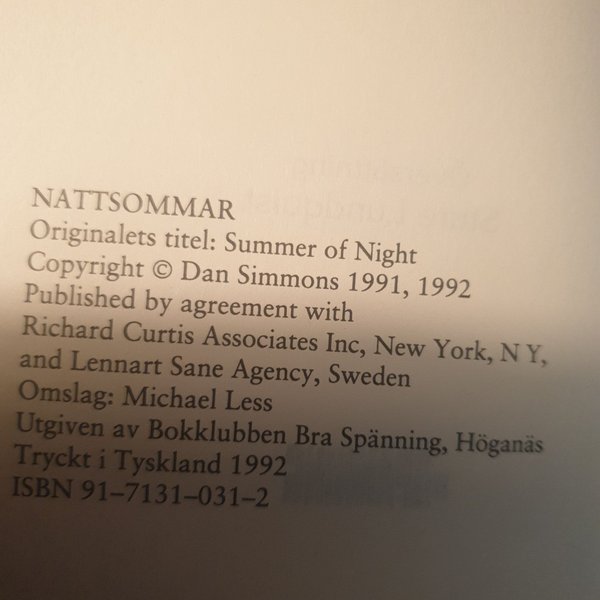 NATTSOMMAR
Originalets titel: Summer of Night
Copyright © Dan Simmons 1991, 1992
Published by agreement with
Richard Curtis Associates Inc, New York, N Y,
and Lennart Sane Agency, Sweden
Omslag: Michael Less
Utgiven av Bokklubben Bra Spänning, Höganäs
Tryckt i Tyskland 1992
ISBN 91–7131–031–2